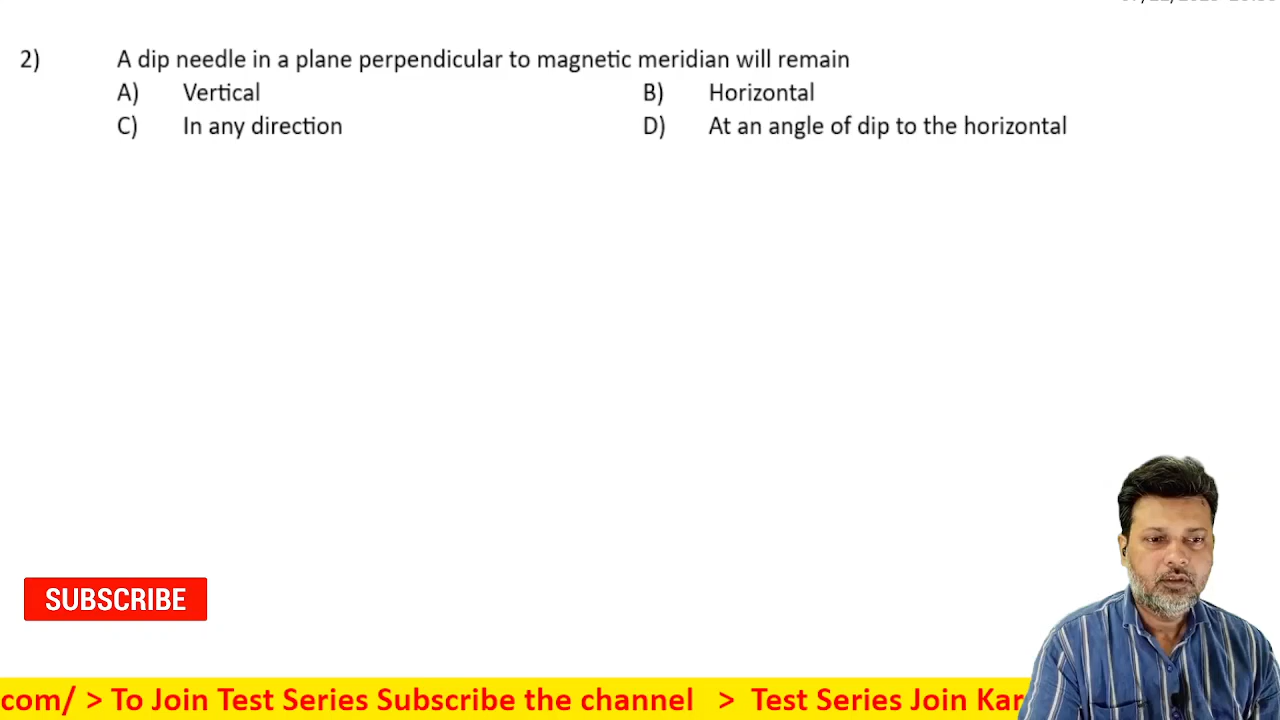 2) A dip needle in a plane perpendicular to magnetic meridian will remain
A) Vertical B) Horizontal
C) In any direction D) At an angle of dip to the horizontal
SUBSCRIBE
com/ > To Join Test Series Subscribe the channel > Test Series Join